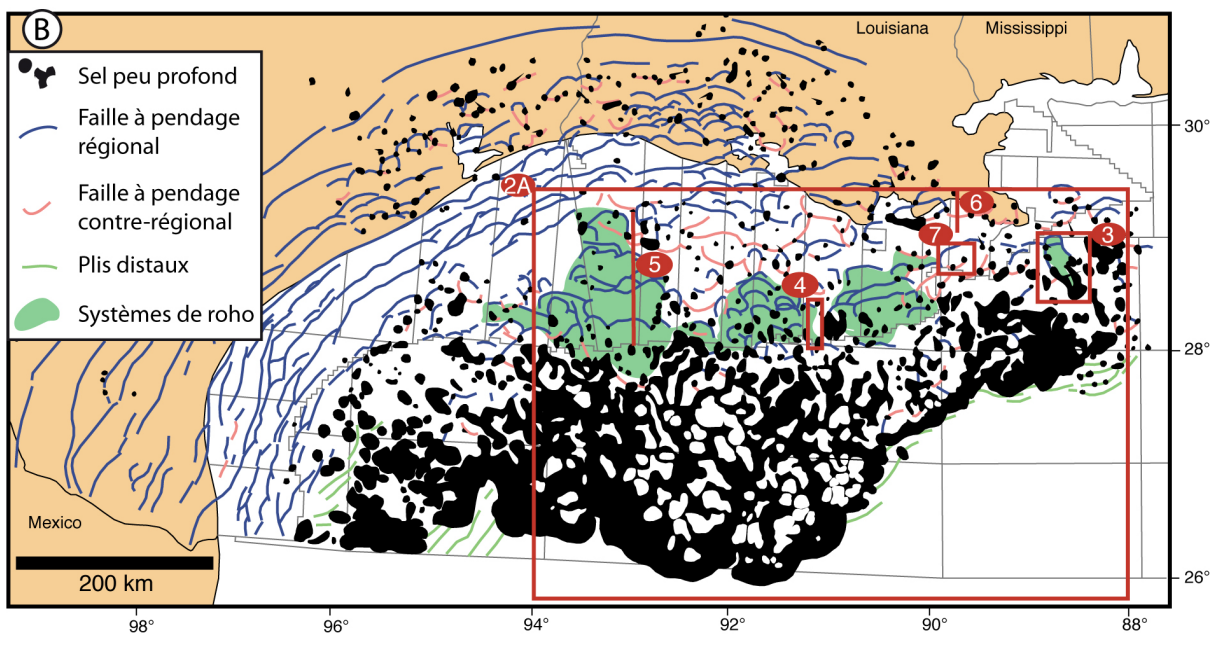 B
Louisiana
Mississippi
Sel peu profond
Faille à pendage
régional
Faille à pendage
contre-régional
Plis distaux
Systèmes de roho
30°
2A
6
7
3
5
4
28°
Mexico
200 km
26°
98°
96°
94°
92°
90°
88°